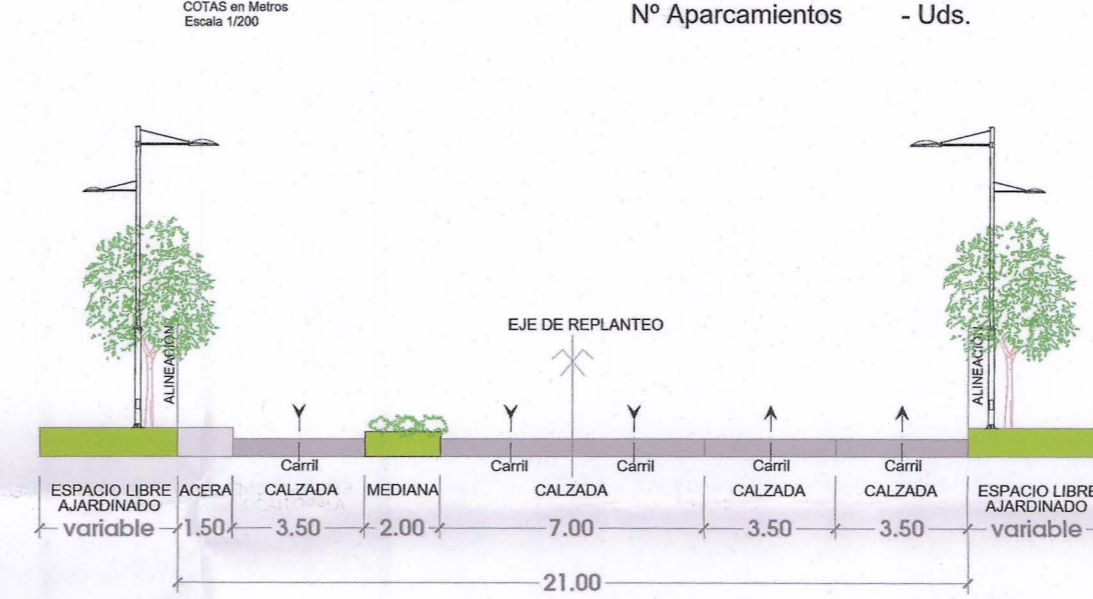 COTAS en Metros
Escala 1/200
Nº Aparcamientos - Uds.
EJE DE REPLANTEO
ALINEACIÓN
ALINEACIÓN
Carril
Carril
Carril
Carril
Carril
ESPACIO LIBRE
AJARDINADO
ACERA
CALZADA
MEDIANA
CALZADA
CALZADA
CALZADA
ESPACIO LIBRE
AJARDINADO
variable
1.50
3.50
2.00
7.00
3.50
3.50
variable
21.00